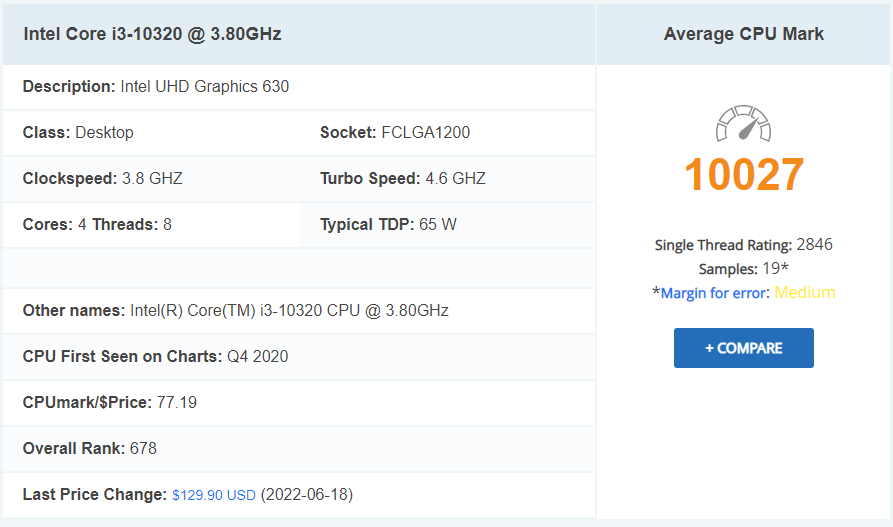 Intel Core i3-10320 @ 3.80GHz
Average CPU Mark
Description: Intel UHD Graphics 630
Class: Desktop
Socket: FCLGA1200
Clockspeed: 3.8 GHZ
Turbo Speed: 4.6 GHZ
Cores: 4 Threads: 8
Typical TDP: 65 W
Other names: Intel(R) Core(TM) i3-10320 CPU @ 3.80GHz
CPU First Seen on Charts: Q4 2020
CPUmark/$Price: 77.19
Overall Rank: 678
Last Price Change: $129.90 USD (2022-06-18)
10027
Single Thread Rating: 2846
Samples: 19*
*Margin for error: Medium
+ COMPARE